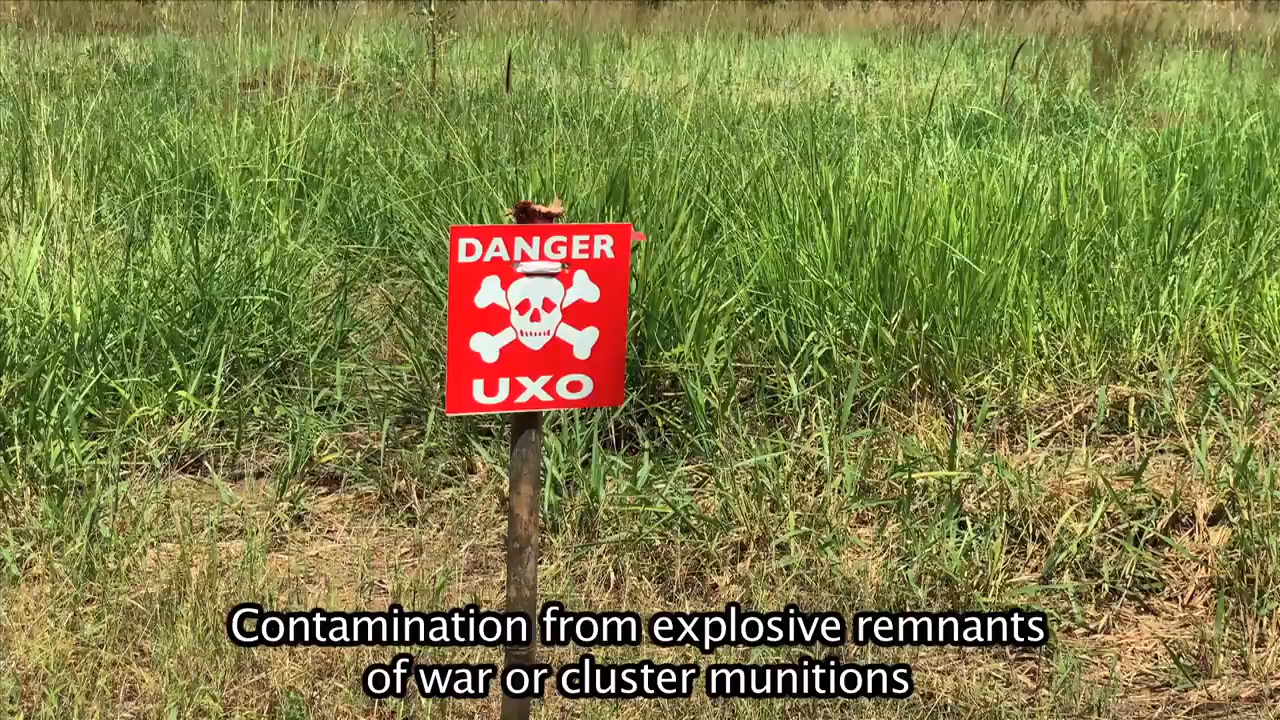 DANGER
UXO
Contamination from explosive remnants
of war or cluster munitions